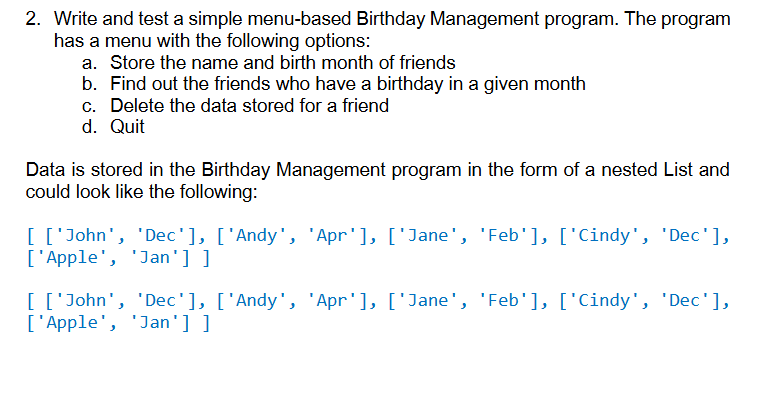 2. Write and test a simple menu-based Birthday Management program. The program
has a menu with the following options:
a. Store the name and birth month of friends
b. Find out the friends who have a birthday in a given month
c. Delete the data stored for a friend
d. Quit
Data is stored in the Birthday Management program in the form of a nested List and
could look like the following:
[ ['John', 'Dec'], ['Andy', 'Apr'], ['Jane', 'Feb'], ['Cindy', 'Dec'],
['Apple', 'Jan'] ]
[ ['John', 'Dec'], ['Andy', 'Apr'], ['Jane', 'Feb'], ['Cindy', 'Dec'],
['Apple', 'Jan'] ]